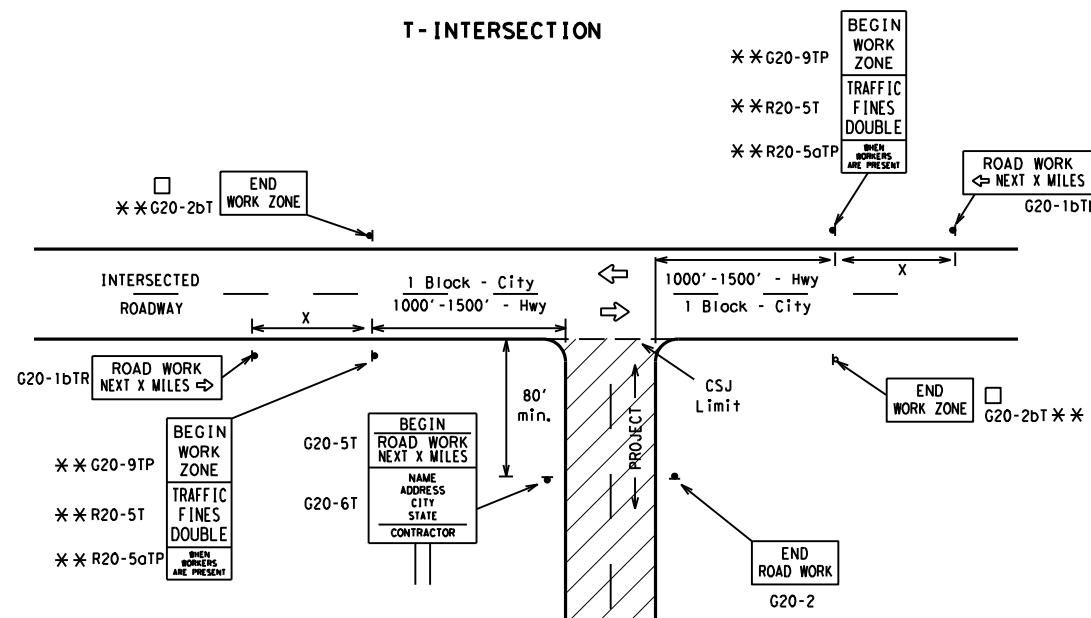 T-INTERSECTION
BEGIN
WORK
ZONE
TRAFFIC
FINES
DOUBLE
WHEN
WORKERS
ARE PRESENT
**G20-9TP
**R20-5T
**R20-5aTP
ROAD WORK
⇦ NEXT X MILES
G20-1bTL
END
WORK ZONE
**G20-2bT
INTERSECTED
ROADWAY
1 Block - City
1000'-1500' - Hwy
1000'-1500' - Hwy
1 Block - City
X
X
G20-1bTR
ROAD WORK
NEXT X MILES ⇨
80'
min.
CSJ
Limit
PROJECT
END
WORK ZONE
G20-2bT **
BEGIN
WORK
ZONE
TRAFFIC
FINES
DOUBLE
WHEN
WORKERS
ARE PRESENT
**G20-9TP
**R20-5T
**R20-5aTP
G20-5T
BEGIN
ROAD WORK
NEXT X MILES
G20-6T
NAME
ADDRESS
CITY
STATE
CONTRACTOR
END
ROAD WORK
G20-2